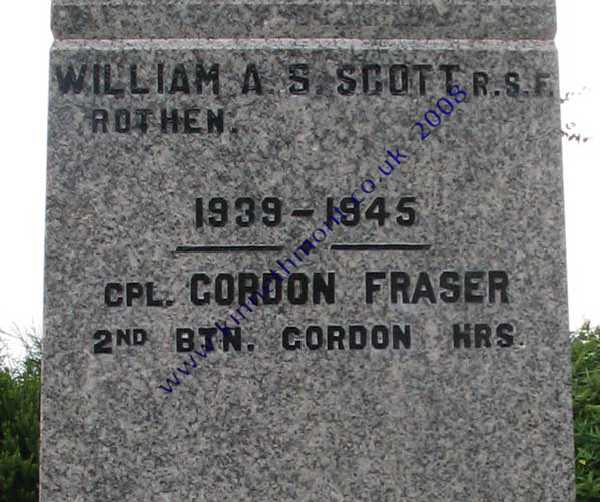 WILLIAM A. S. SCOTT R.S.F.
ROTHEN.
1939-1945
CPL. GORDON FRASER
2ND BTN. GORDON HRS.
www.kinnethmont.co.uk 2008